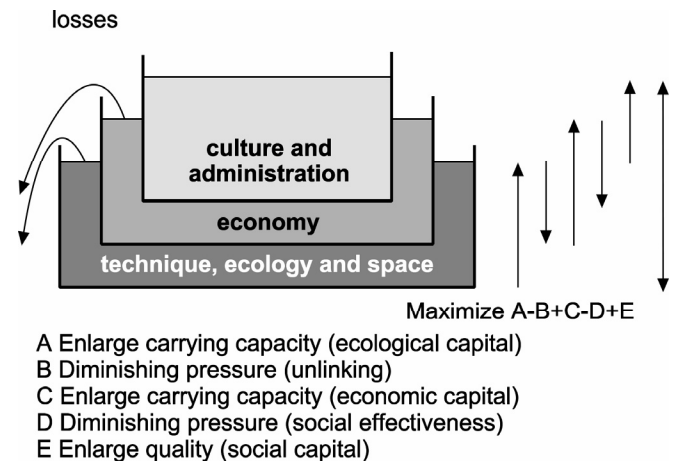 losses
culture and
administration
economy
technique, ecology and space
Maximize A-B+C-D+E
A Enlarge carrying capacity (ecological capital)
B Diminishing pressure (unlinking)
C Enlarge carrying capacity (economic capital)
D Diminishing pressure (social effectiveness)
E Enlarge quality (social capital)